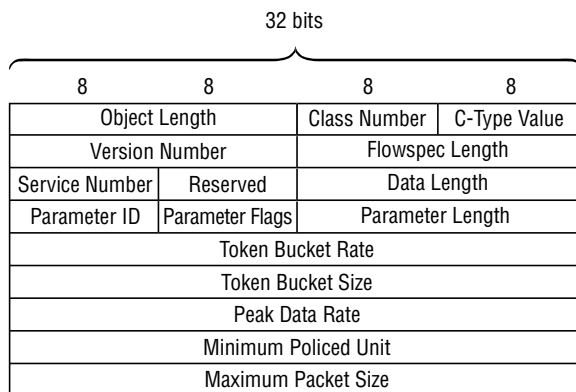 32 bits
8 8 8 8
Object Length Class Number C-Type Value
Version Number Flowspec Length
Service Number Reserved Data Length
Parameter ID Parameter Flags Parameter Length
Token Bucket Rate
Token Bucket Size
Peak Data Rate
Minimum Policed Unit
Maximum Packet Size